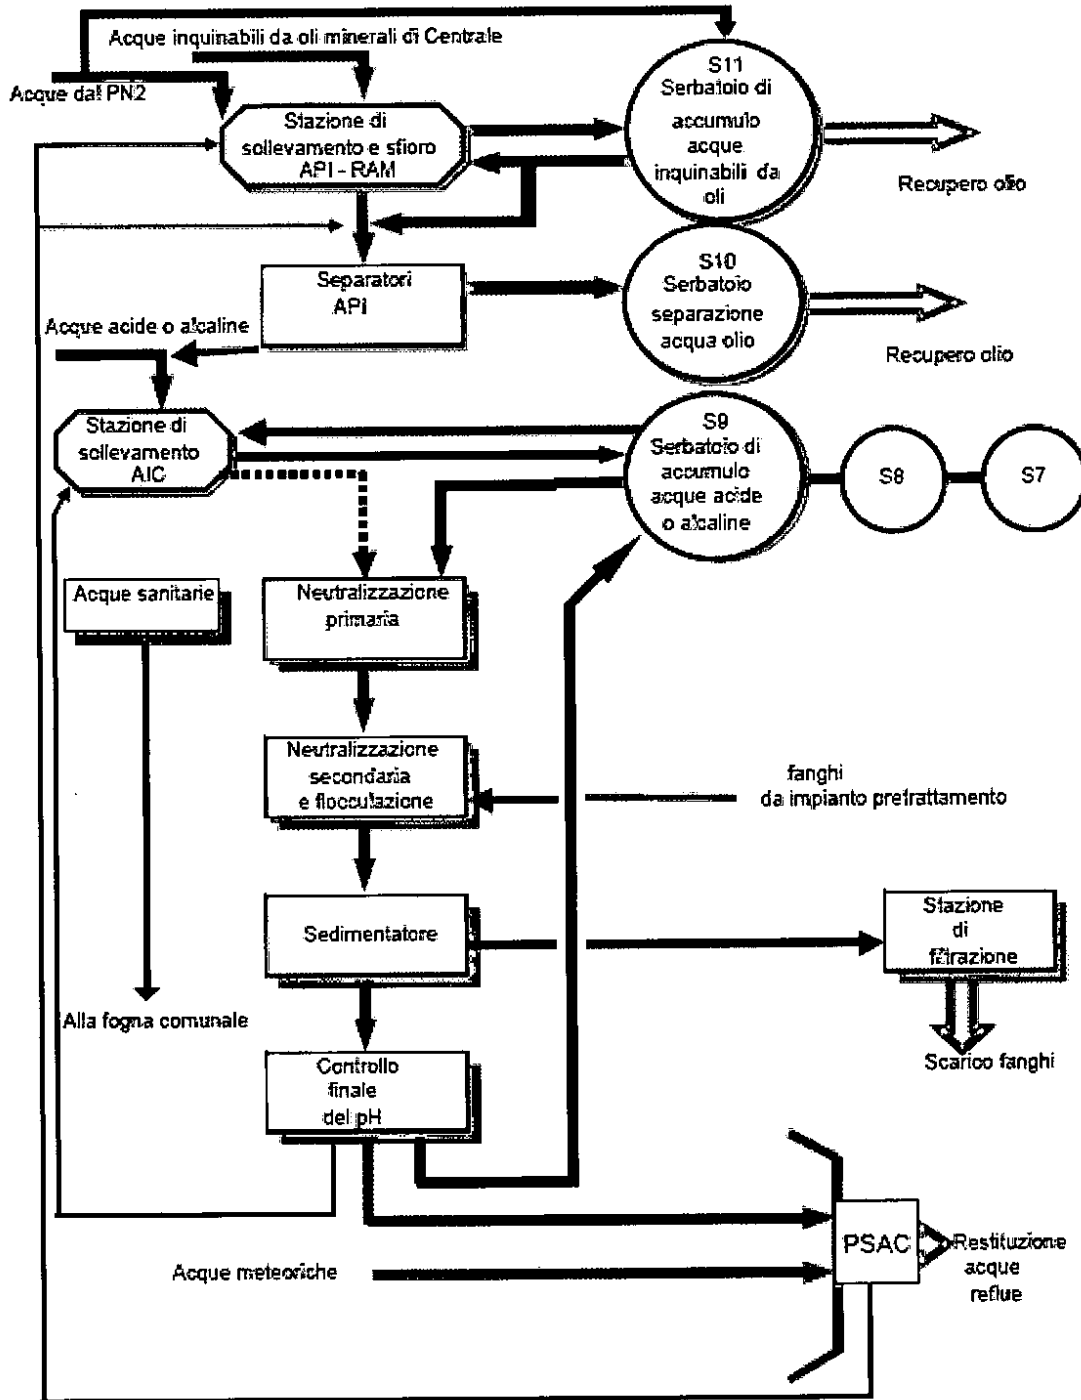 Acque inquinabili da oli minerali di Centrale
Acque dal PN2
Stazione di
sollevamento e sfioro
API - RAM
S11
Serbatoio di
accumulo
acque
inquinabili da
oli
Recupero olio
Separatori
API
S10
Serbatoio
separazione
acqua olio
Recupero olio
Acque acide o alcaline
Stazione di
sollevamento
AIC
S9
Serbatoio di
accumulo
acque acide
o alcaline
S8
S7
Acque sanitarie
Neutralizzazione
primaria
Neutralizzazione
secondaria
e flocculazione
fanghi
da impianto pretrattamento
Sedimentatore
Stazione
di
filtrazione
Alla fogna comunale
Scarico fanghi
Controllo
finale
del pH
PSAC
Restituzione
acque
reflue
Acque meteoriche